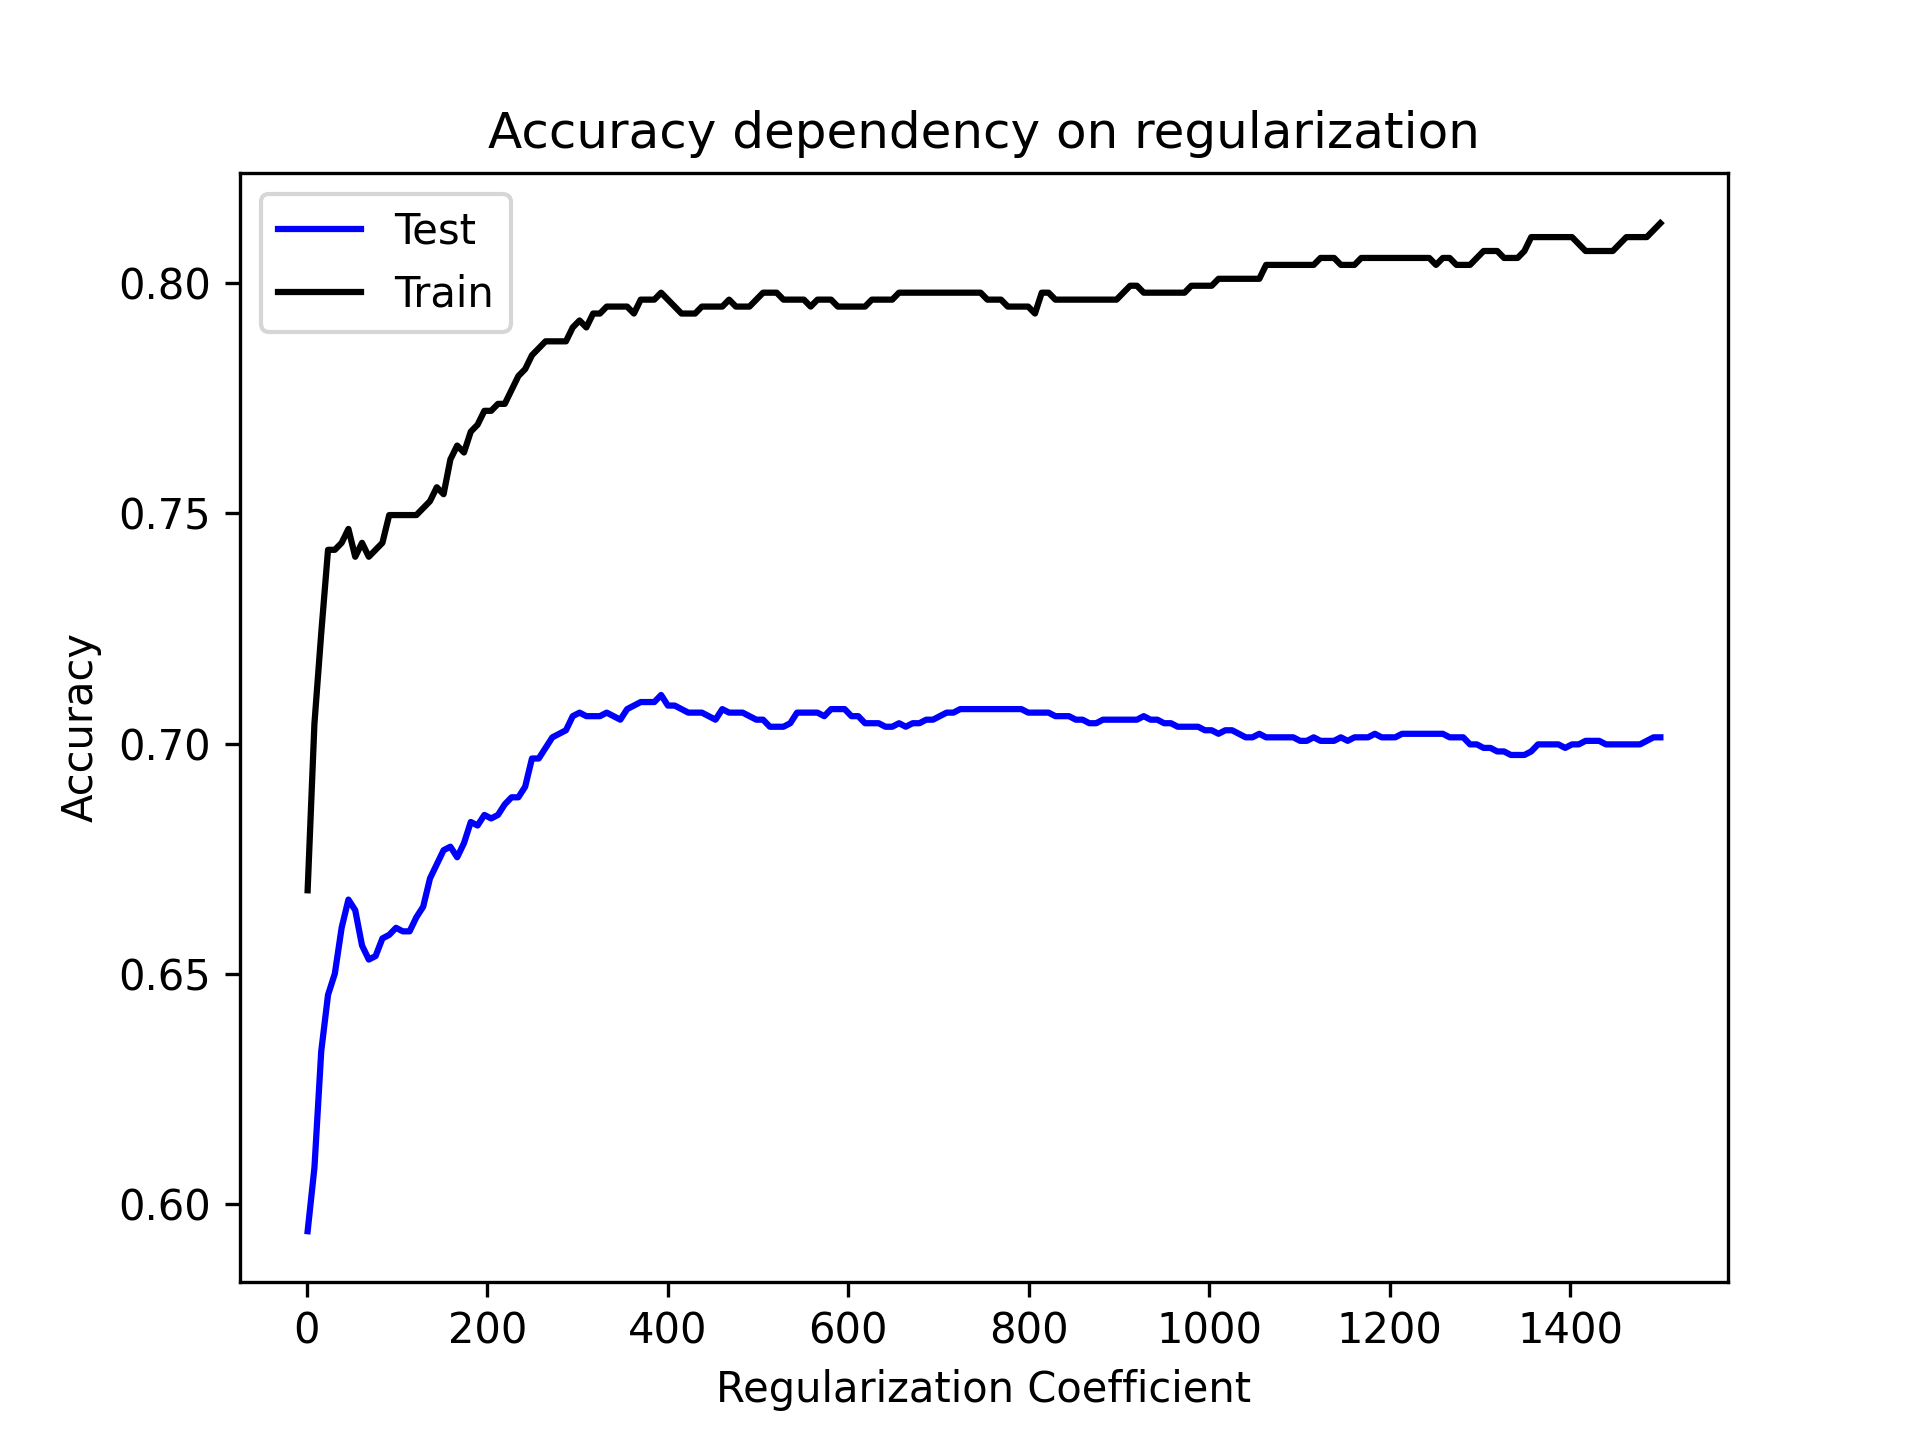 Accuracy dependency on regularization
Test
Train
0.80
0.75
0.70
0.65
0.60
Accuracy
0 200 400 600 800 1000 1200 1400
Regularization Coefficient